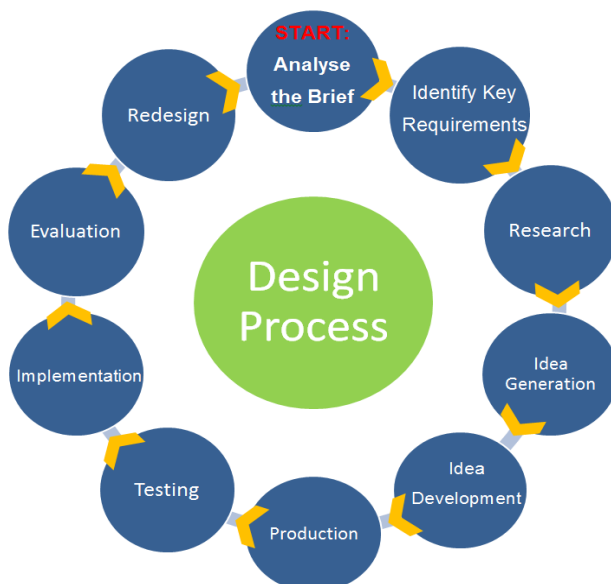 START:
Analyse
the Brief
Identify Key
Requirements
Research
Idea
Generation
Idea
Development
Production
Testing
Implementation
Evaluation
Redesign
Design
Process